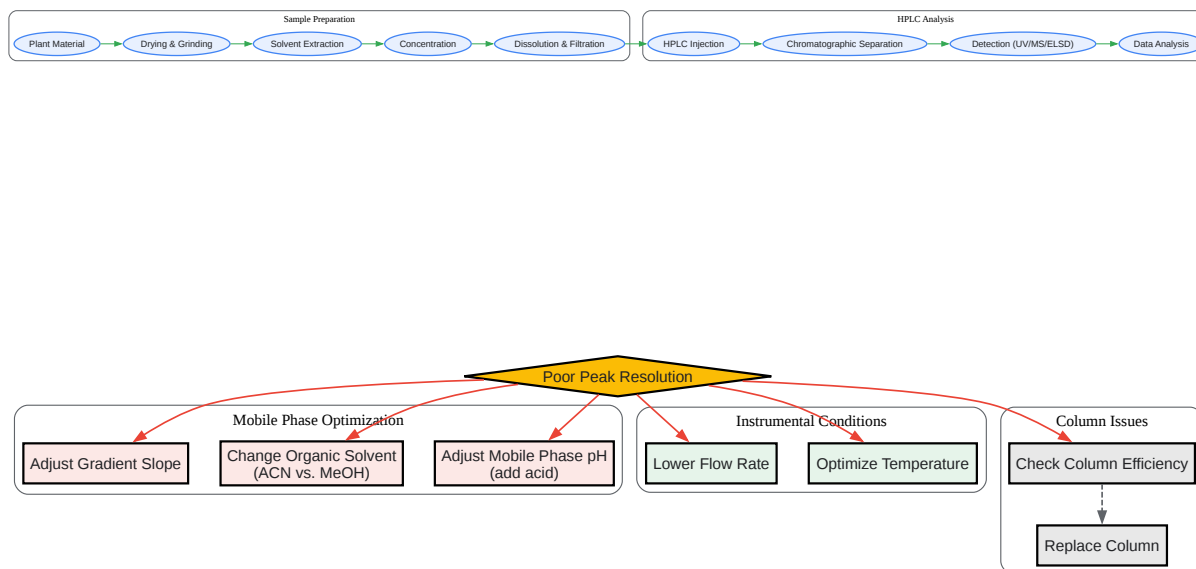 Sample Preparation
HPLC Analysis
Plant Material
Drying & Grinding
Solvent Extraction
Concentration
Dissolution & Filtration
HPLC Injection
Chromatographic Separation
Detection (UV/MS/ELSD)
Data Analysis
Poor Peak Resolution
Mobile Phase Optimization
Instrumental Conditions
Column Issues
Adjust Gradient Slope
Change Organic Solvent
(ACN vs. MeOH)
Adjust Mobile Phase pH
(add acid)
Lower Flow Rate
Optimize Temperature
Check Column Efficiency
Replace Column